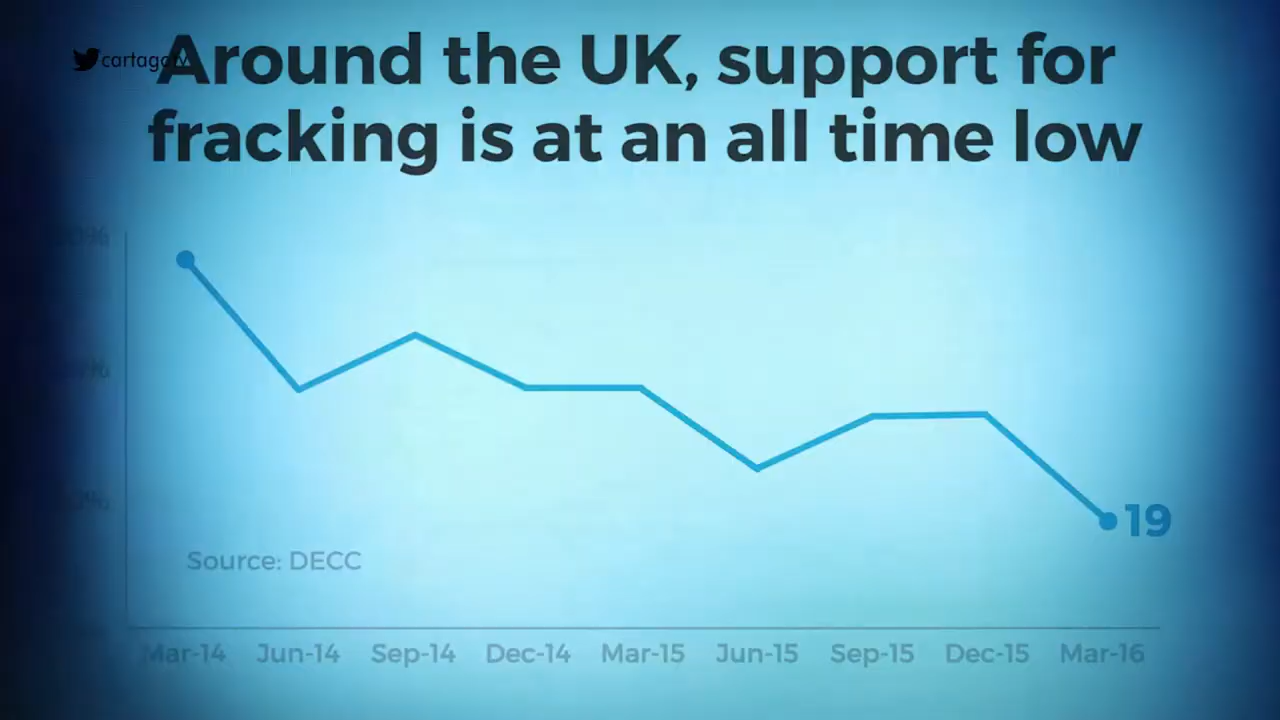 cartagotv
Around the UK, support for
fracking is at an all time low
19
Source: DECC
Mar-14 Jun-14 Sep-14 Dec-14 Mar-15 Jun-15 Sep-15 Dec-15 Mar-16